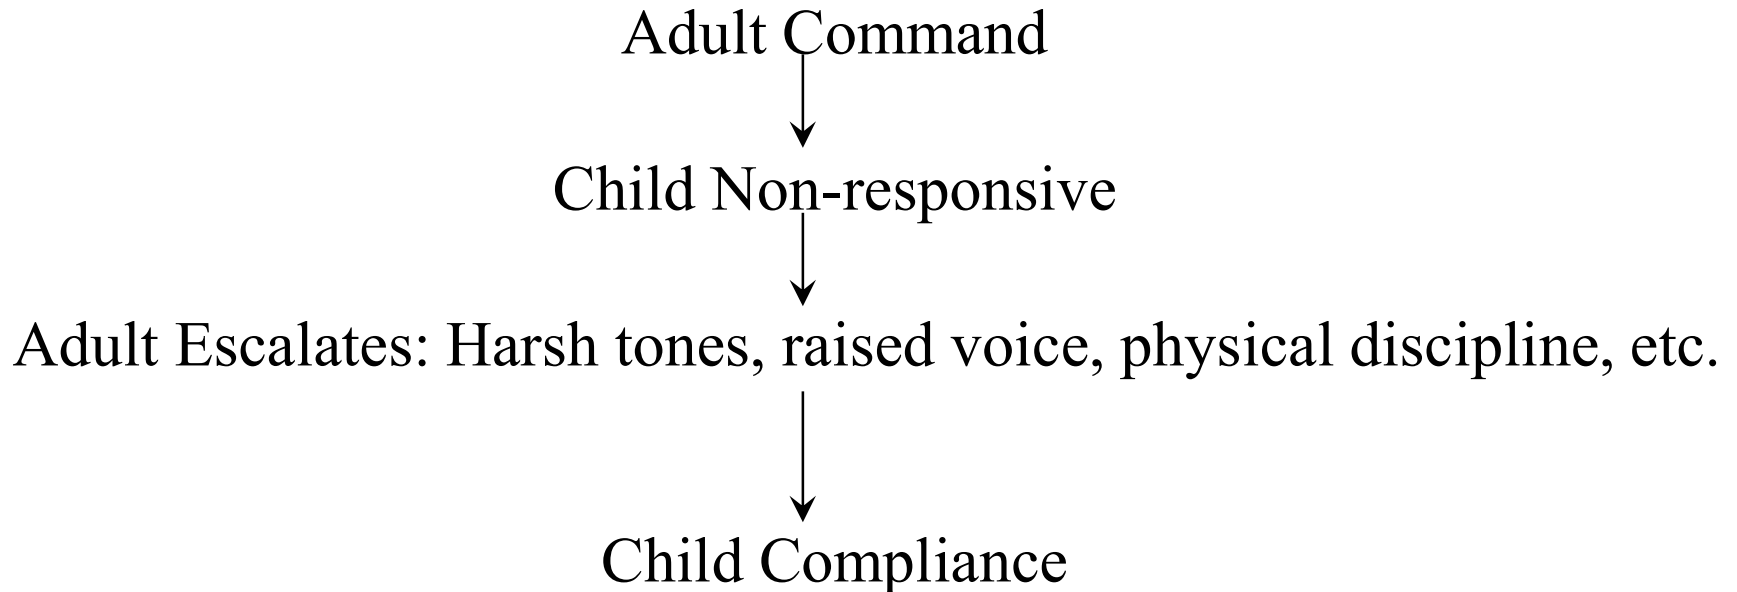 Adult Command
Child Non-responsive
Adult Escalates: Harsh tones, raised voice, physical discipline, etc.
Child Compliance